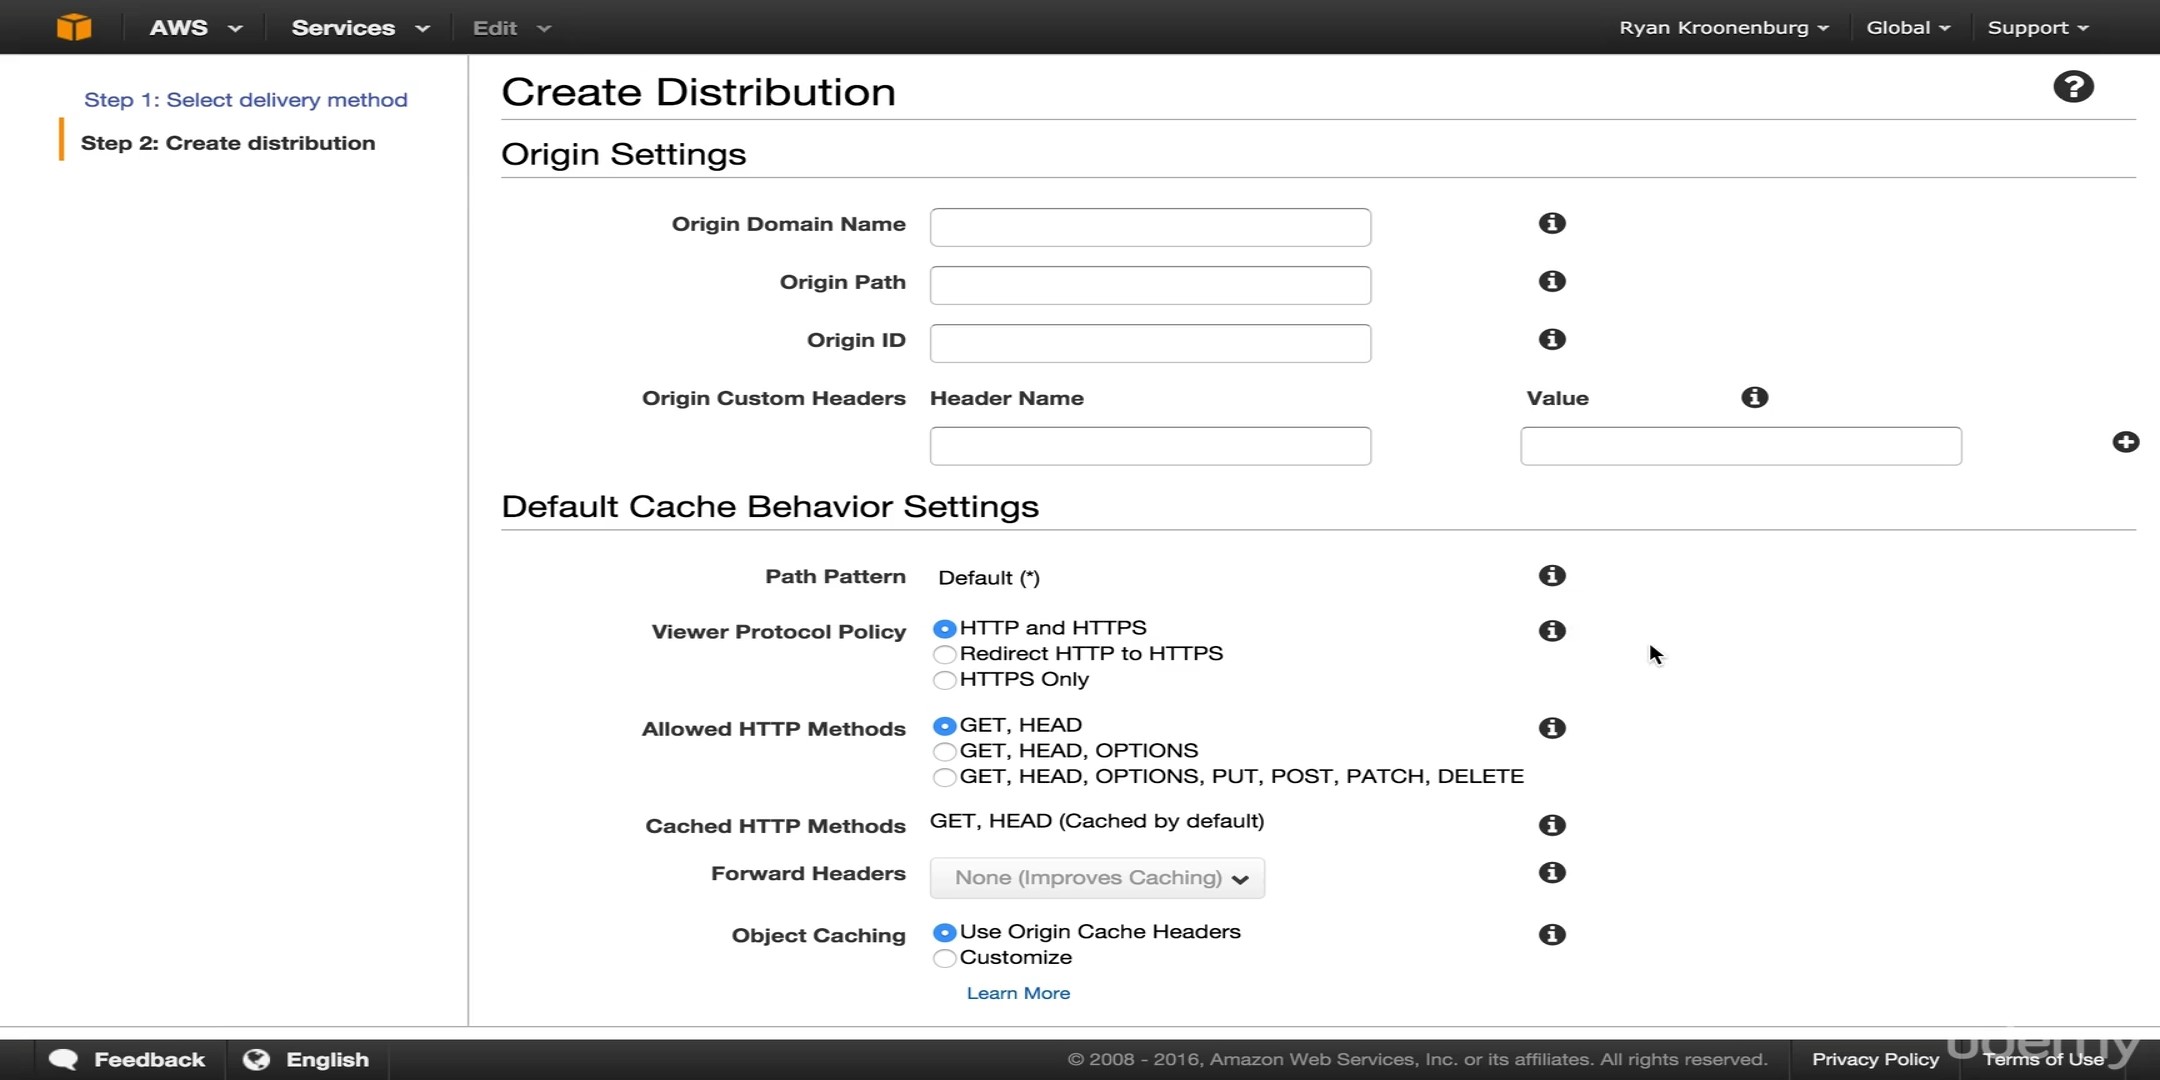 AWS Services Edit Ryan Kroonenburg Global Support
Step 1: Select delivery method
Step 2: Create distribution
Create Distribution
Origin Settings
Origin Domain Name
Origin Path
Origin ID
Origin Custom Headers Header Name Value
Default Cache Behavior Settings
Path Pattern Default (*)
Viewer Protocol Policy HTTP and HTTPS
Redirect HTTP to HTTPS
HTTPS Only
Allowed HTTP Methods GET, HEAD
GET, HEAD, OPTIONS
GET, HEAD, OPTIONS, PUT, POST, PATCH, DELETE
Cached HTTP Methods GET, HEAD (Cached by default)
Forward Headers None (Improves Caching)
Object Caching Use Origin Cache Headers
Customize
Learn More
Feedback English © 2008 - 2016, Amazon Web Services, Inc. or its affiliates. All rights reserved. Privacy Policy Terms of Use
udemy